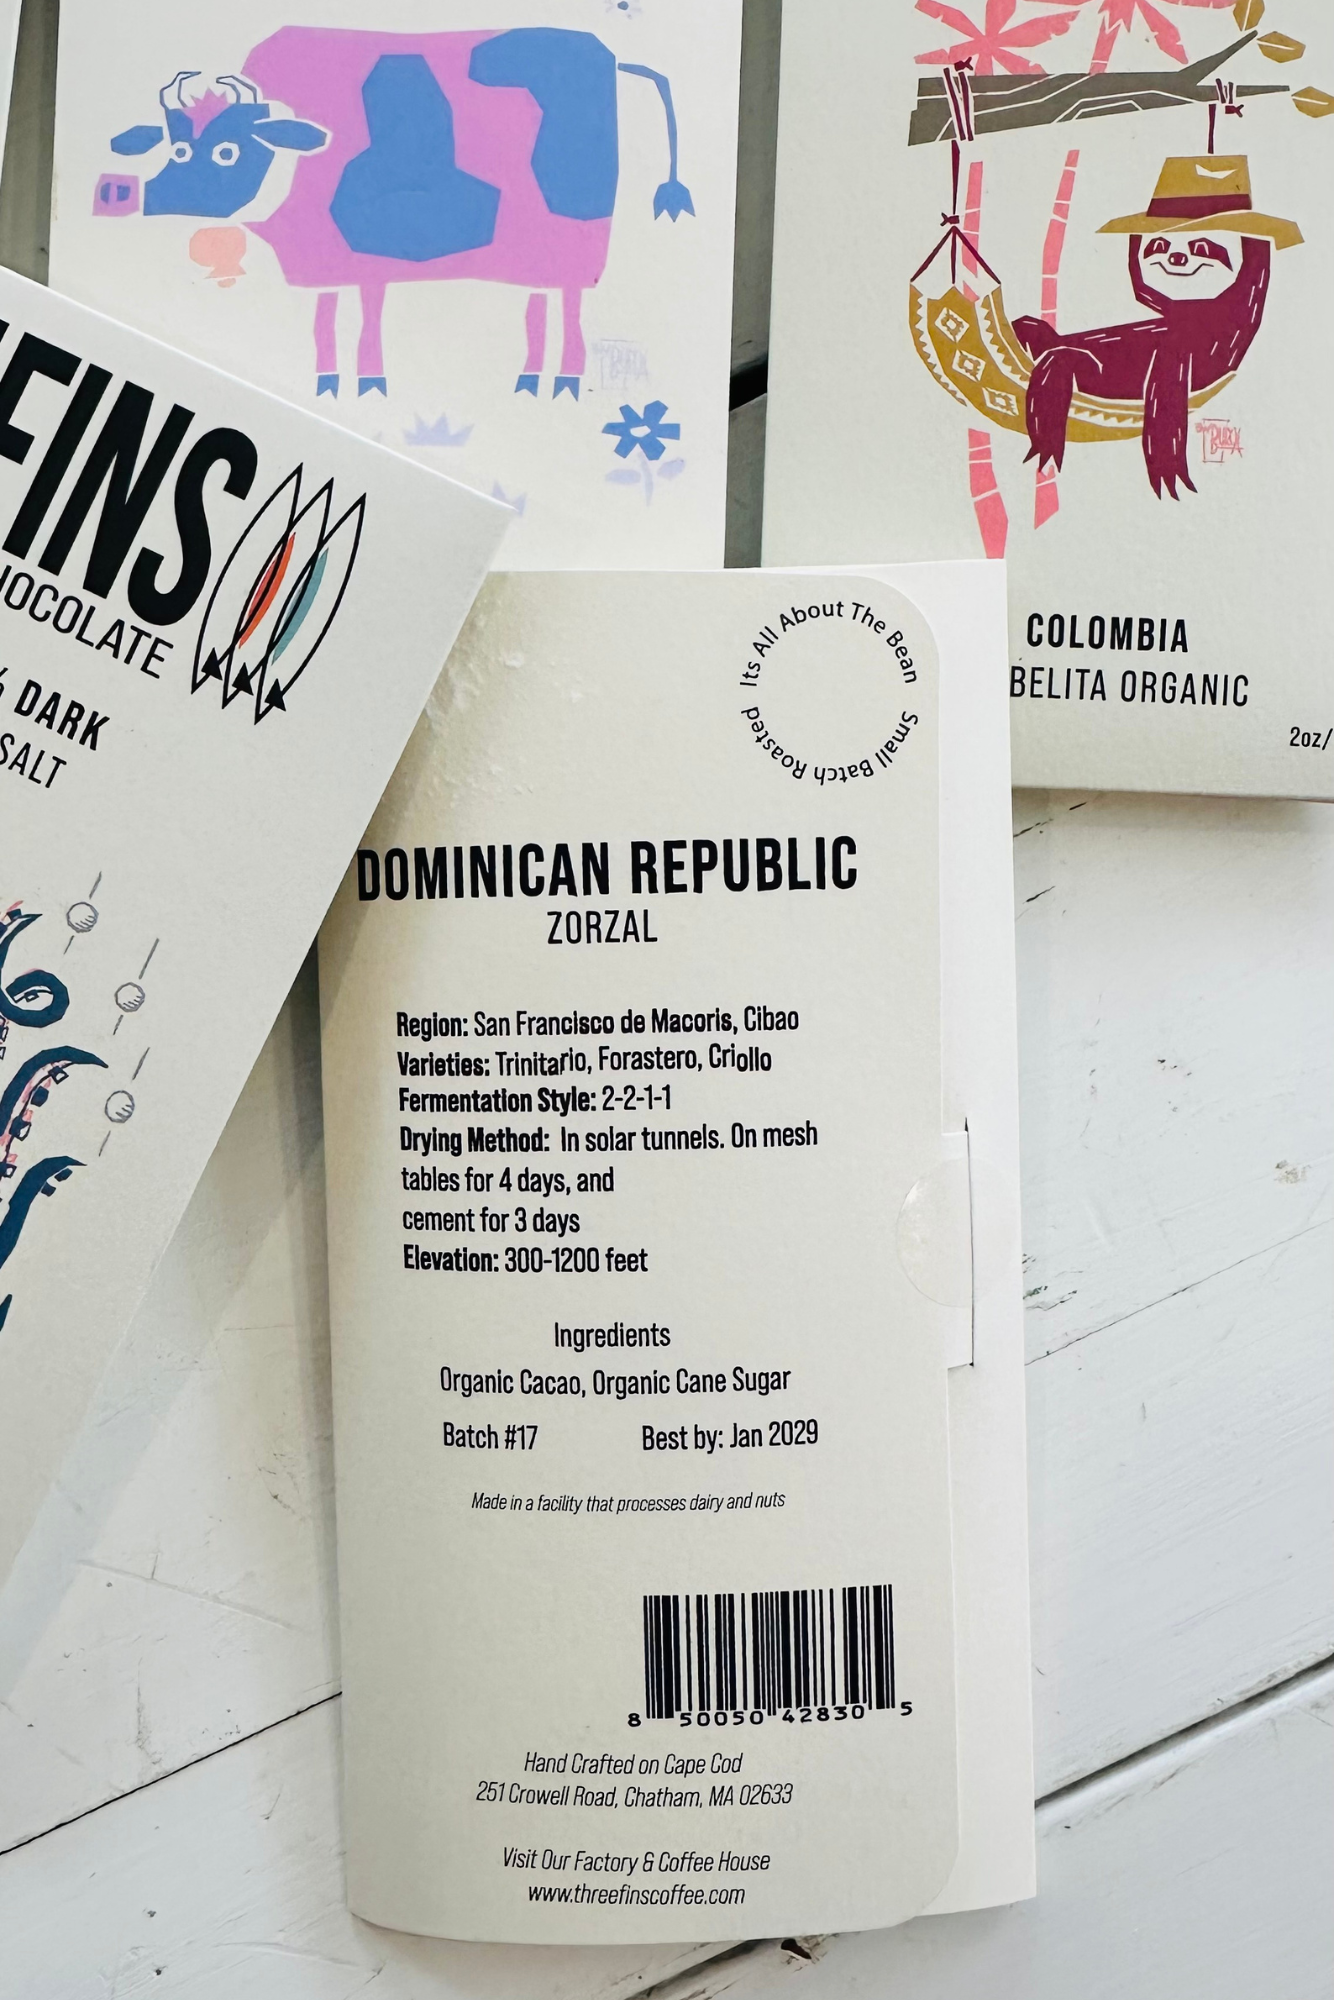 FINS
CHOCOLATE
% DARK
SALT
COLOMBIA
BELITA ORGANIC
2oz/
Its All About The Bean
Small Batch Roasted
DOMINICAN REPUBLIC
ZORZAL
Region: San Francisco de Macoris, Cibao
Varieties: Trinitario, Forastero, Criollo
Fermentation Style: 2-2-1-1
Drying Method: In solar tunnels. On mesh
tables for 4 days, and
cement for 3 days
Elevation: 300-1200 feet
Ingredients
Organic Cacao, Organic Cane Sugar
Batch #17 Best by: Jan 2029
Made in a facility that processes dairy and nuts
8 50050 42830 5
Hand Crafted on Cape Cod
251 Crowell Road, Chatham, MA 02633
Visit Our Factory & Coffee House
www.threefinscoffee.com